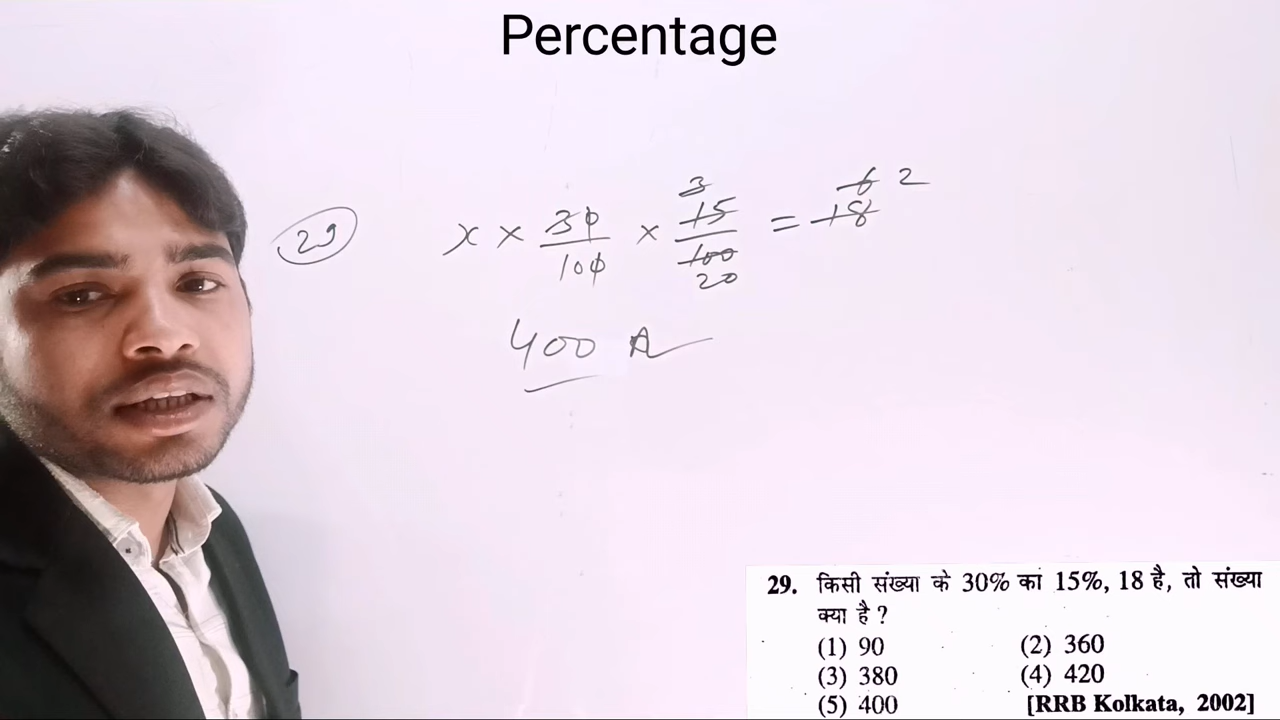 Percentage
29
x × 30/100 × 15/100 = 18
3
20
6 2
400 A
29. किसी संख्या के 30% का 15%, 18 है, तो संख्या
क्या है ?
(1) 90 (2) 360
(3) 380 (4) 420
(5) 400 [RRB Kolkata, 2002]